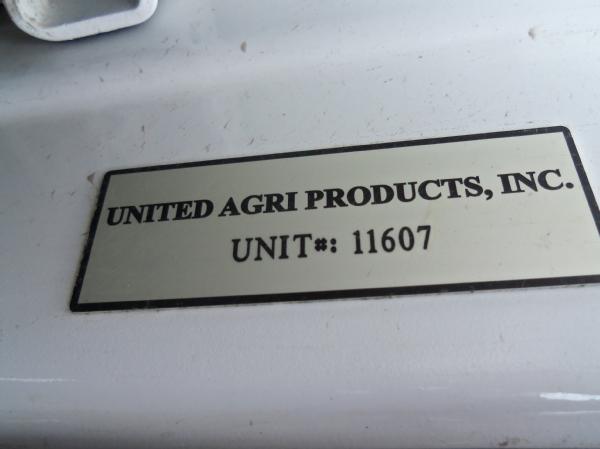 UNITED AGRI PRODUCTS, INC.
UNIT#: 11607